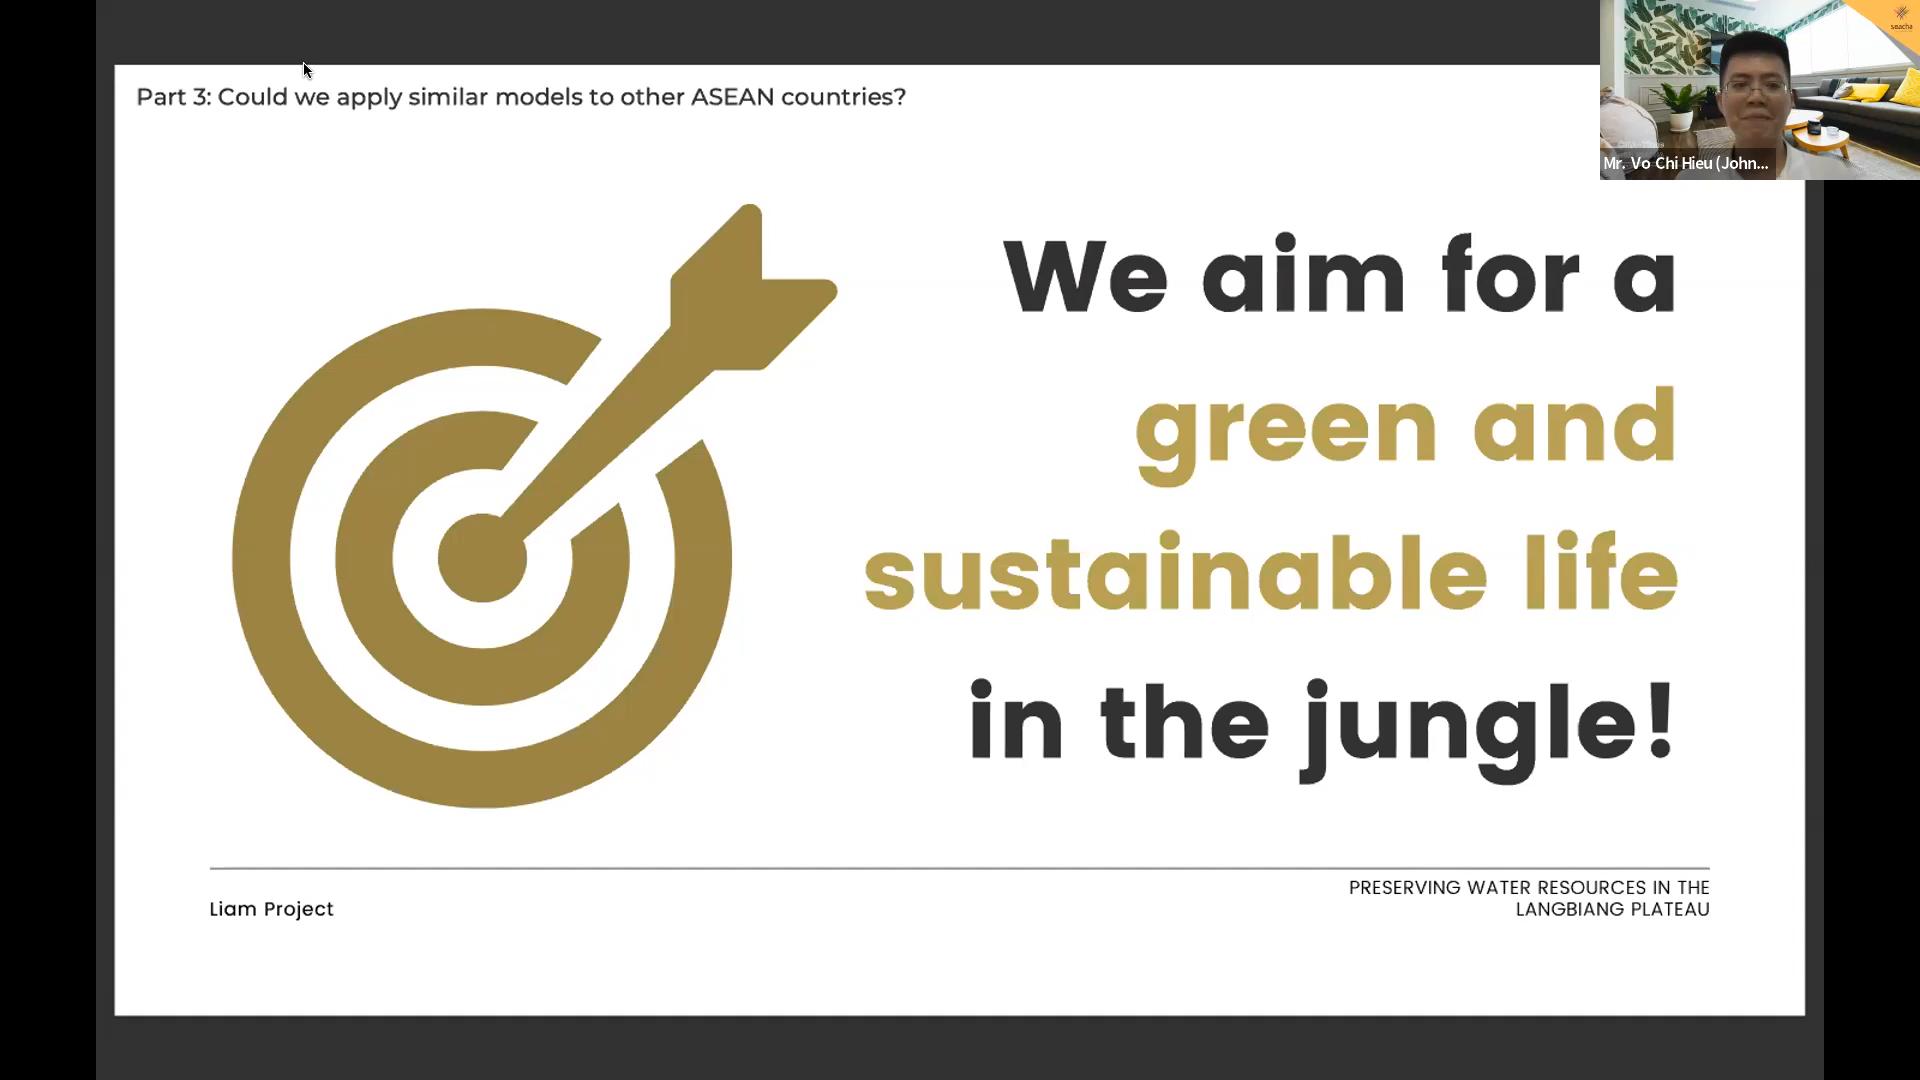 Part 3: Could we apply similar models to other ASEAN countries?
seacha
Mr. Vo Chi Hieu (John...
We aim for a
green and
sustainable life
in the jungle!
Liam Project
PRESERVING WATER RESOURCES IN THE
LANGBIANG PLATEAU